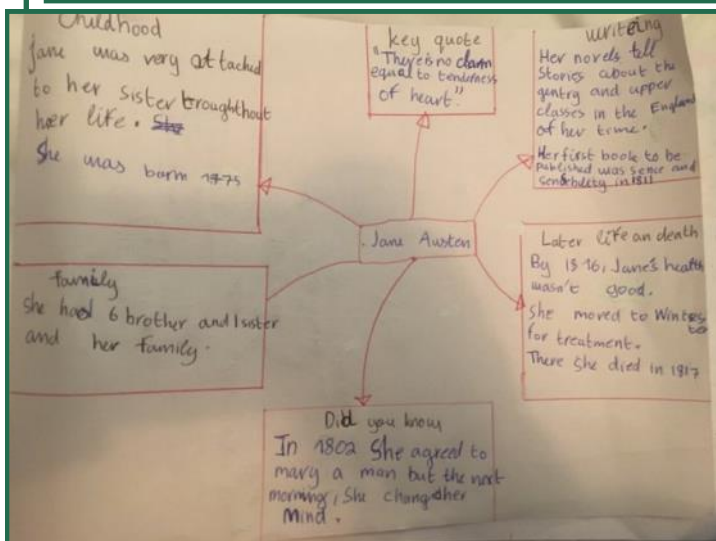 Childhood
Jane was very attached
to her sister troughthout
her life. She
She was barn 1775
key quote
"There is no charm
equal to tenderness
of heart".
writeing
Her novels tell
Stories about the
gentry and upper
classes in the England
of her time.
Her first book to be
published was sence and
sensibility in 1811
Jane Austen
family
she had 6 brother and 1 sister
and her family.
Later life an death
By 1816, Jane's health
wasn't good.
She moved to
for treatment.
There she died in 1817
Did you know
In 1802 She agreed to
mary a man but the next
morning, She changed her
Mind.